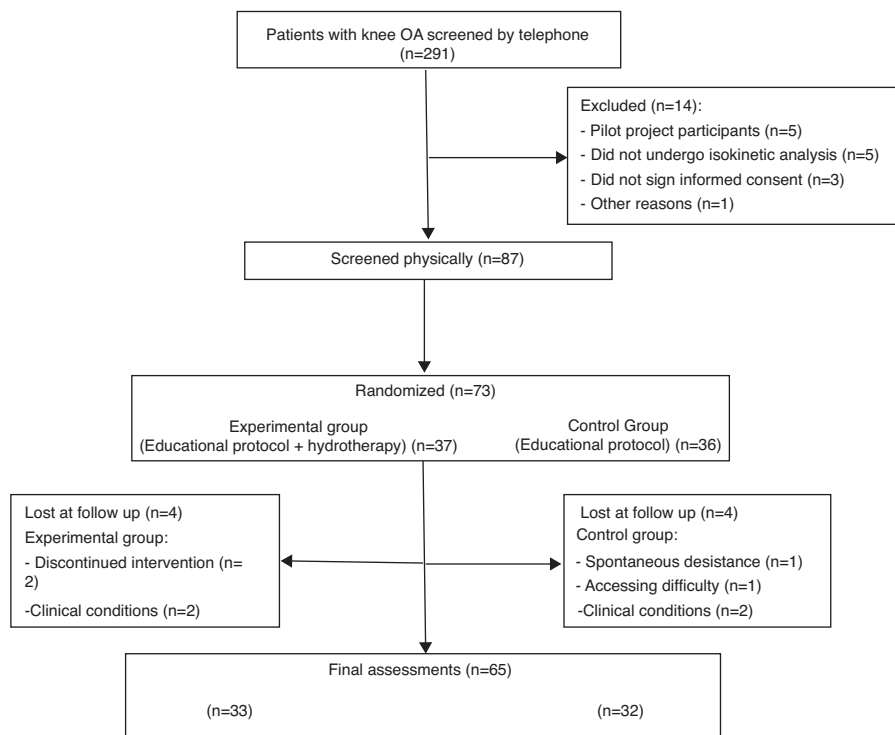 Patients with knee OA screened by telephone
(n=291)
Excluded (n=14):
- Pilot project participants (n=5)
- Did not undergo isokinetic analysis (n=5)
- Did not sign informed consent (n=3)
- Other reasons (n=1)
Screened physically (n=87)
Randomized (n=73)
Experimental group
(Educational protocol + hydrotherapy) (n=37)
Control Group
(Educational protocol) (n=36)
Lost at follow up (n=4)
Experimental group:
- Discontinued intervention (n=
2)
-Clinical conditions (n=2)
Lost at follow up (n=4)
Control group:
- Spontaneous desistance (n=1)
- Accessing difficulty (n=1)
-Clinical conditions (n=2)
Final assessments (n=65)
(n=33)
(n=32)